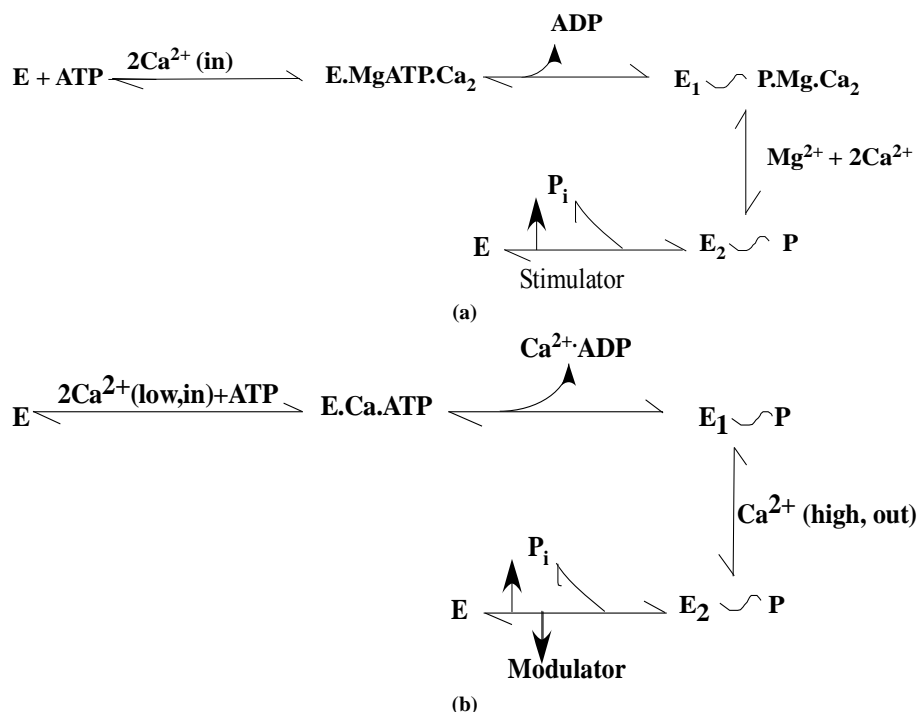 ADP
2Ca²⁺ (in)
E + ATP E.MgATP.Ca₂ E₁ P.Mg.Ca₂
Mg²⁺ + 2Ca²⁺
Pᵢ
E E₂ P
Stimulator
(a)
Ca²⁺·ADP
2Ca²⁺(low,in)+ATP
E E.Ca.ATP E₁ P
Ca²⁺ (high, out)
Pᵢ
E E₂ P
Modulator
(b)